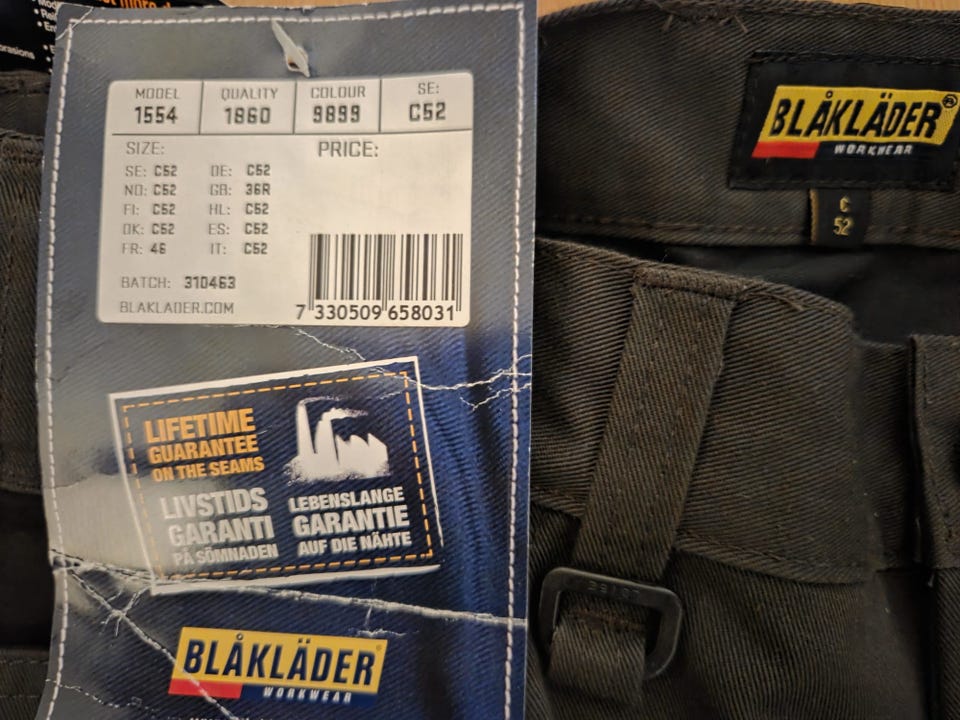 MODEL QUALITY COLOUR SE:
1554 1860 9899 C52
SIZE: PRICE:
SE: C52 DE: C52
NO: C52 GB: 36R
FI: C52 HL: C52
DK: C52 ES: C52
FR: 46 IT: C52
BATCH: 310463
BLAKLADER.COM
7 330509 658031
LIFETIME
GUARANTEE
ON THE SEAMS
LIVSTIDS
GARANTI
PÅ SÖMNADEN
LEBENSLANGE
GARANTIE
AUF DIE NÄHTE
BLÅKLÄDER
WORKWEAR
BLÅKLÄDER®
WORKWEAR
C
52